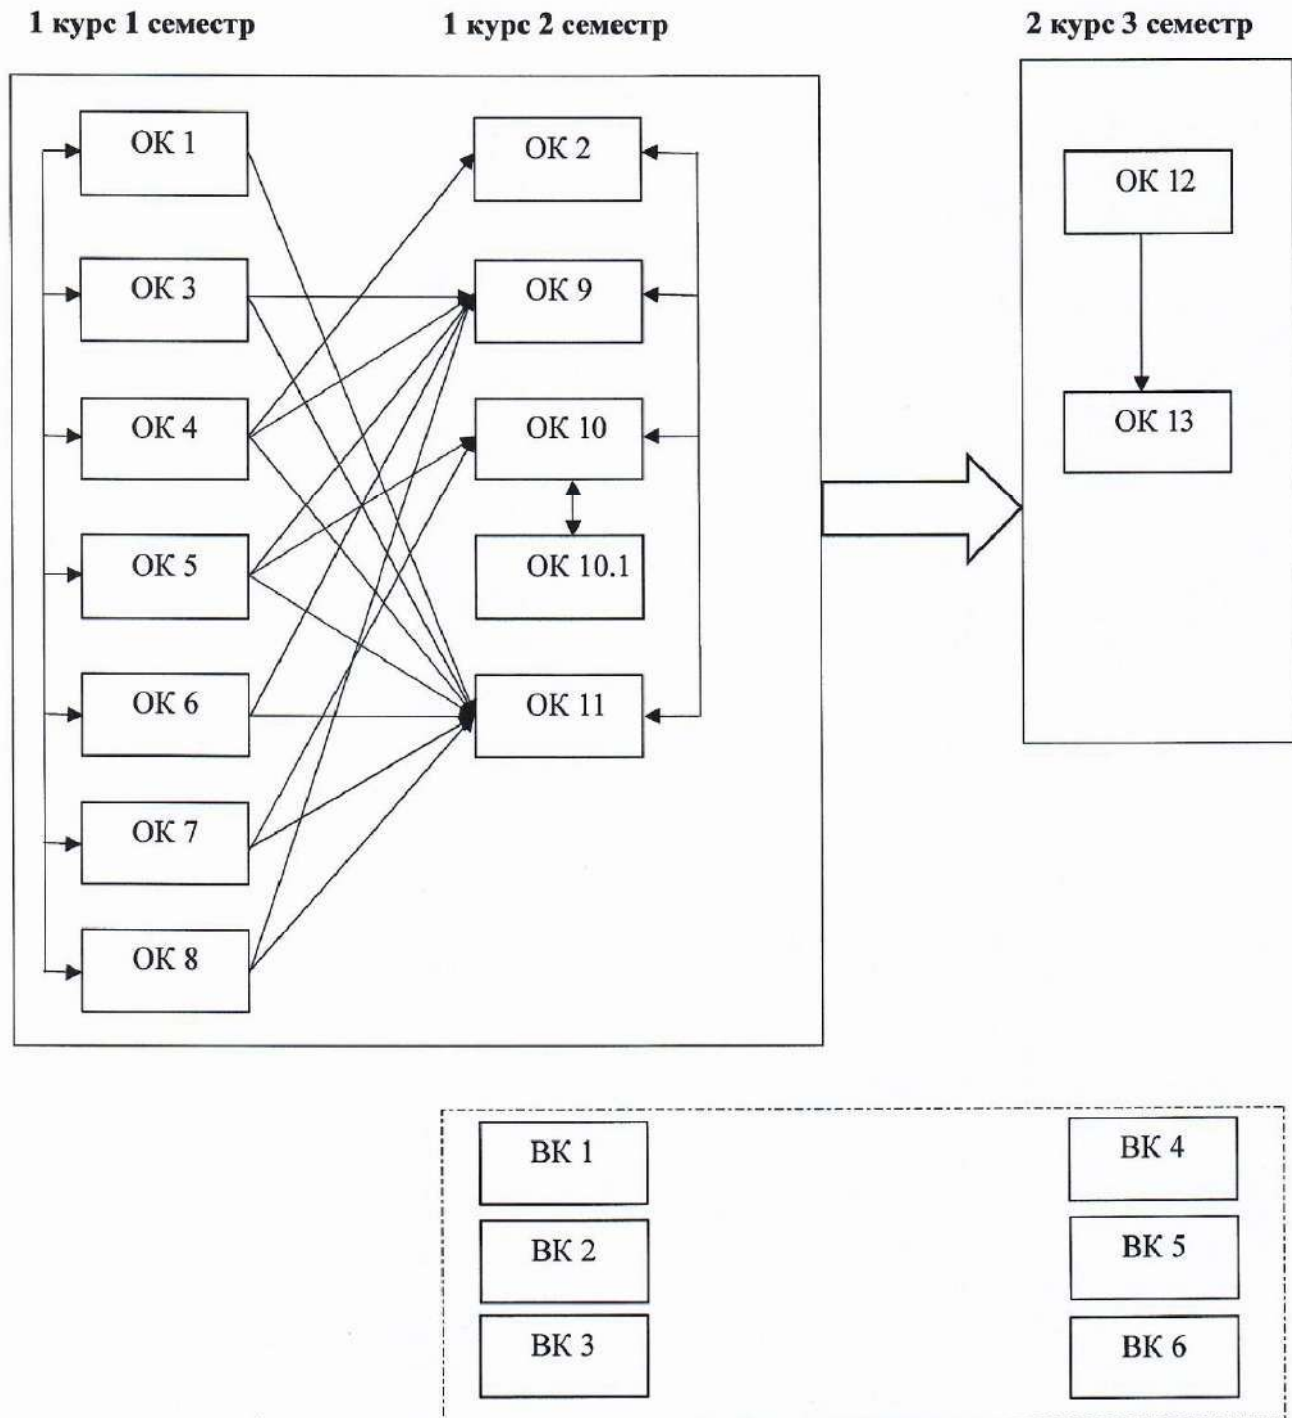 1 курс 1 семестр
1 курс 2 семестр
2 курс 3 семестр
ОК 1
ОК 2
ОК 12
ОК 3
ОК 9
ОК 4
ОК 10
ОК 13
ОК 5
ОК 10.1
ОК 6
ОК 11
ОК 7
ОК 8
ВК 1
ВК 4
ВК 2
ВК 5
ВК 3
ВК 6